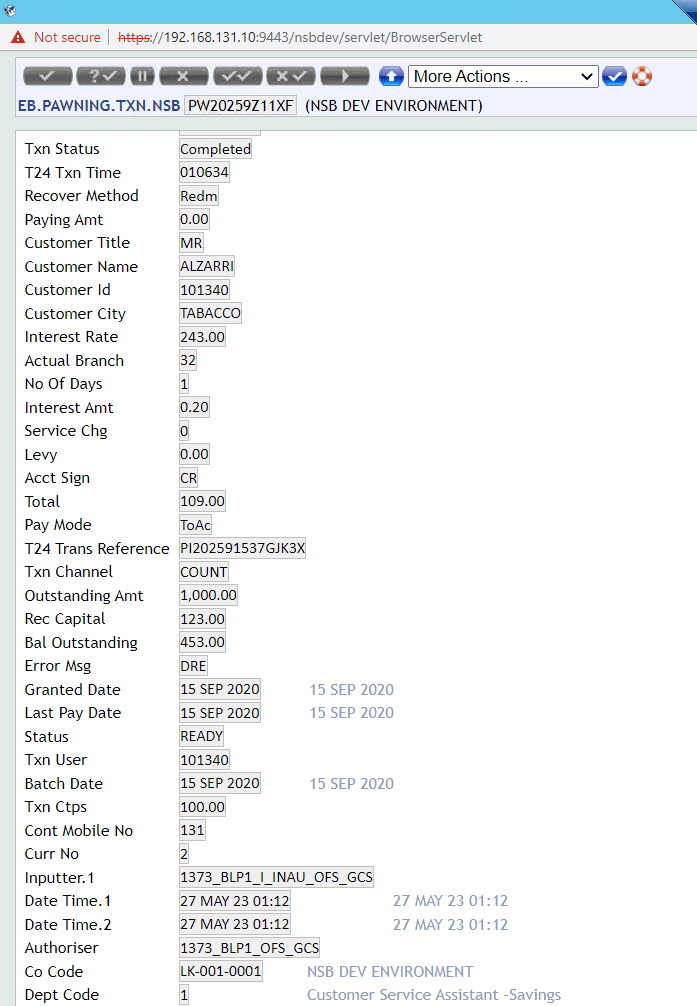 Not secure | https://192.168.131.10:9443/nsbdev/servlet/BrowserServlet
More Actions ...
EB.PAWNING.TXN.NSB PW20259Z11XF (NSB DEV ENVIRONMENT)
Txn Status Completed
T24 Txn Time 010634
Recover Method Redm
Paying Amt 0.00
Customer Title MR
Customer Name ALZARRI
Customer Id 101340
Customer City TABACCO
Interest Rate 243.00
Actual Branch 32
No Of Days 1
Interest Amt 0.20
Service Chg 0
Levy 0.00
Acct Sign CR
Total 109.00
Pay Mode ToAc
T24 Trans Reference PI202591537GJK3X
Txn Channel COUNT
Outstanding Amt 1,000.00
Rec Capital 123.00
Bal Outstanding 453.00
Error Msg DRE
Granted Date 15 SEP 2020 15 SEP 2020
Last Pay Date 15 SEP 2020 15 SEP 2020
Status READY
Txn User 101340
Batch Date 15 SEP 2020 15 SEP 2020
Txn Ctps 100.00
Cont Mobile No 131
Curr No 2
Inputter.1 1373_BLP1_I_INAU_OFS_GCS
Date Time.1 27 MAY 23 01:12 27 MAY 23 01:12
Date Time.2 27 MAY 23 01:12 27 MAY 23 01:12
Authoriser 1373_BLP1_OFS_GCS
Co Code LK-001-0001 NSB DEV ENVIRONMENT
Dept Code 1 Customer Service Assistant -Savings